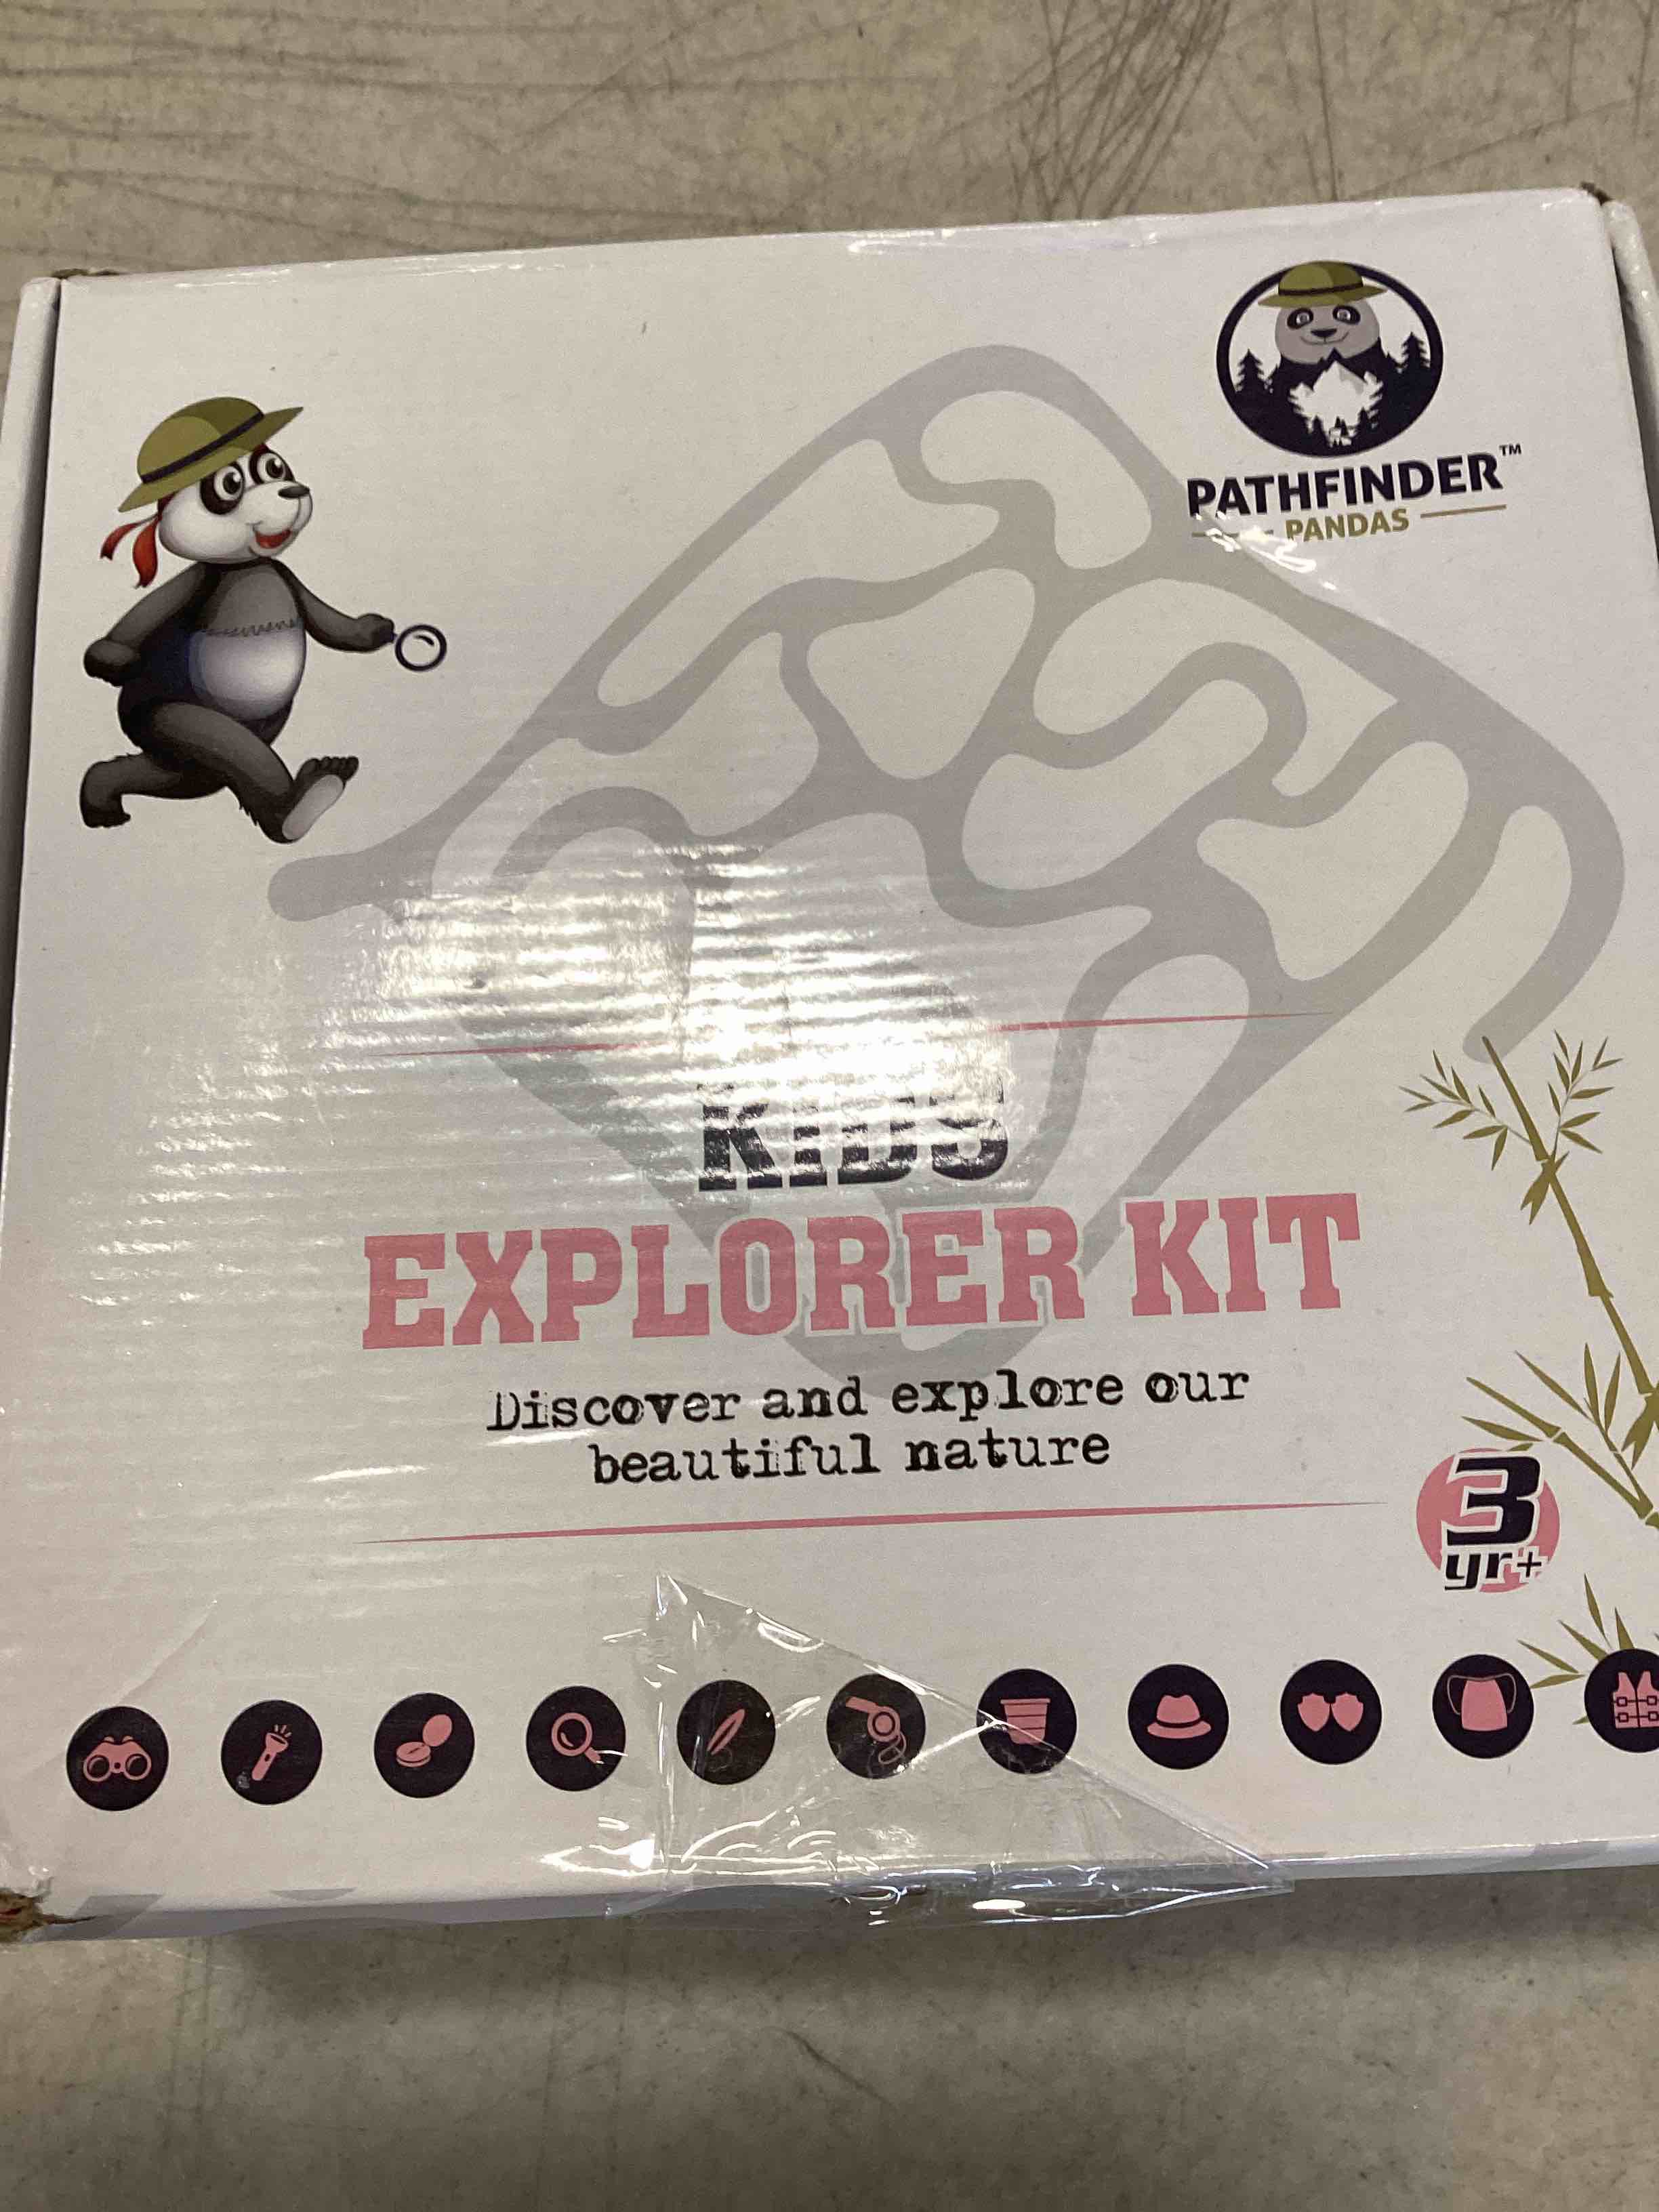 PATHFINDER™
PANDAS
KIDS
EXPLORER KIT
Discover and explore our
beautiful nature
3
yr+